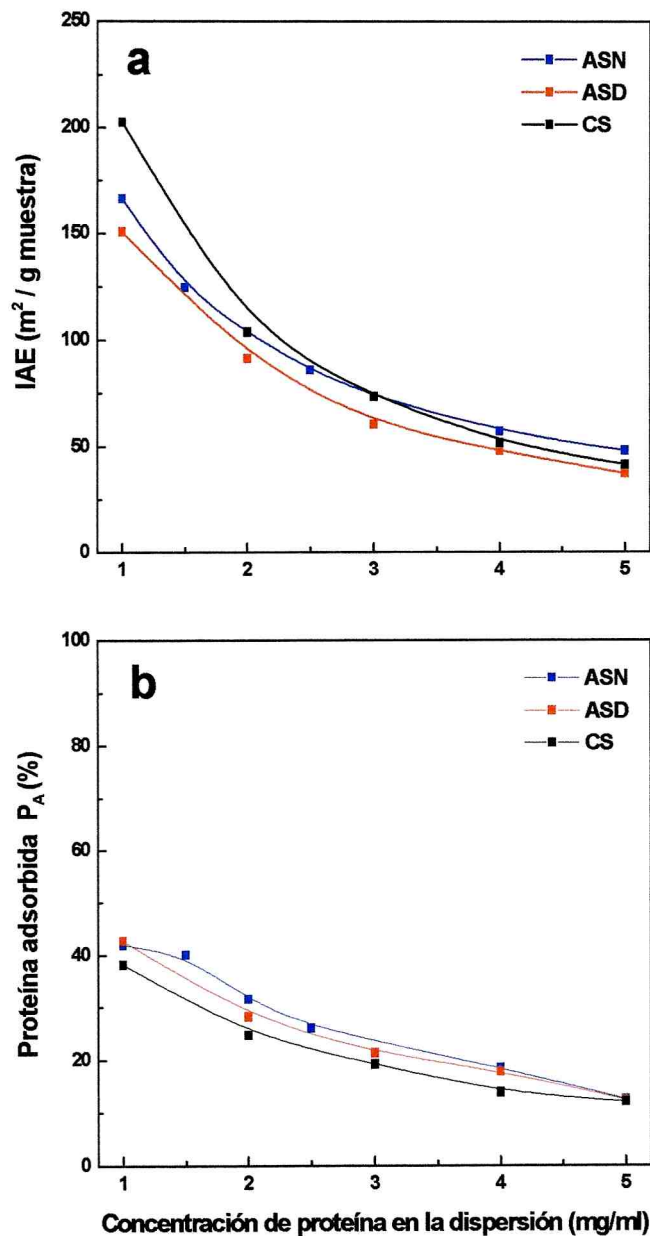 250
200
150
100
50
0
IAE (m² / g muestra)
a
ASN
ASD
CS
1 2 3 4 5
100
80
60
40
20
0
Proteína adsorbida P_A (%)
b
ASN
ASD
CS
1 2 3 4 5
Concentración de proteína en la dispersión (mg/ml)